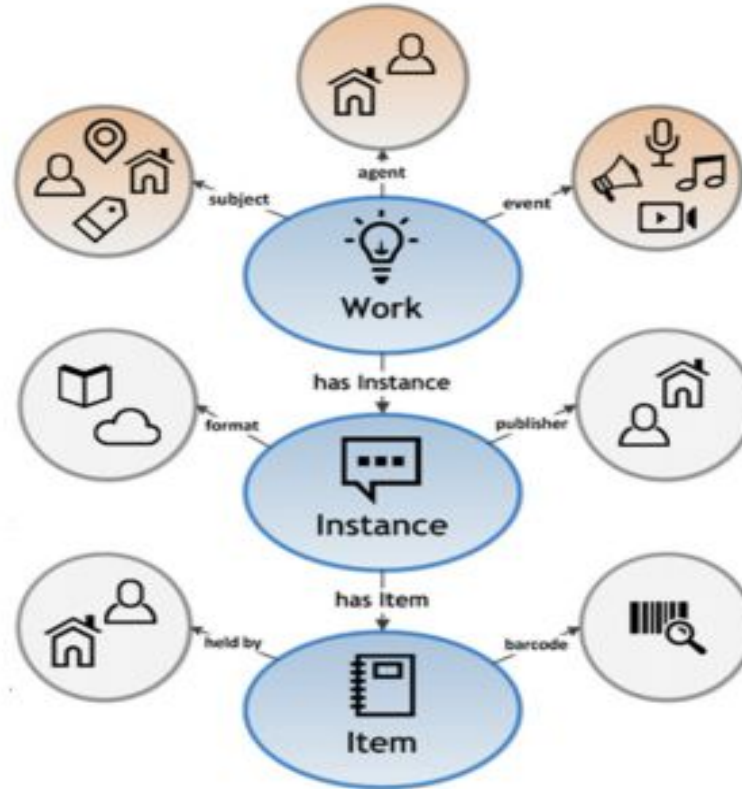 agent
subject
event
Work
has Instance
format
publisher
Instance
has Item
held by
barcode
Item